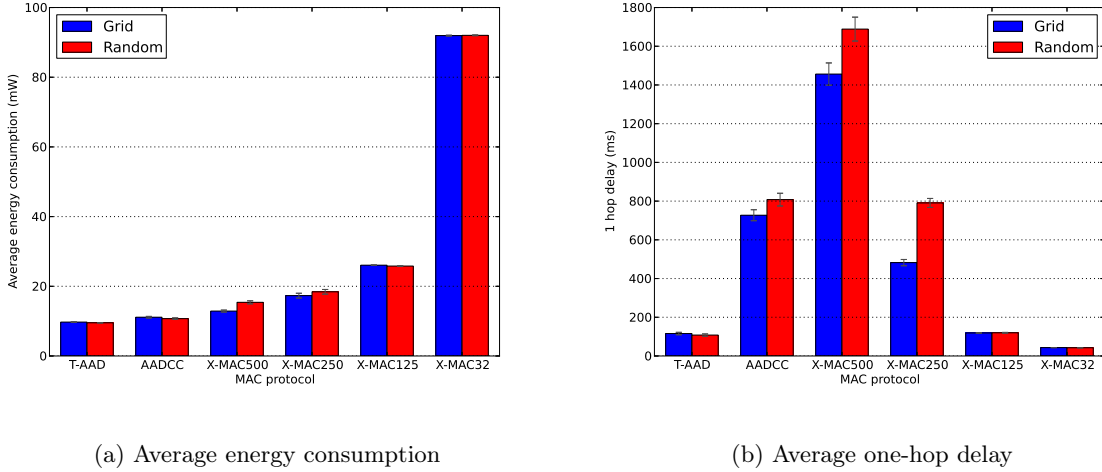 100
80
60
40
20
0
Average energy consumption (mW)
Grid
Random
T-AAD AADCC X-MAC500 X-MAC250 X-MAC125 X-MAC32
MAC protocol
(a) Average energy consumption
1800
1600
1400
1200
1000
800
600
400
200
0
1 hop delay (ms)
Grid
Random
T-AAD AADCC X-MAC500 X-MAC250 X-MAC125 X-MAC32
MAC protocol
(b) Average one-hop delay